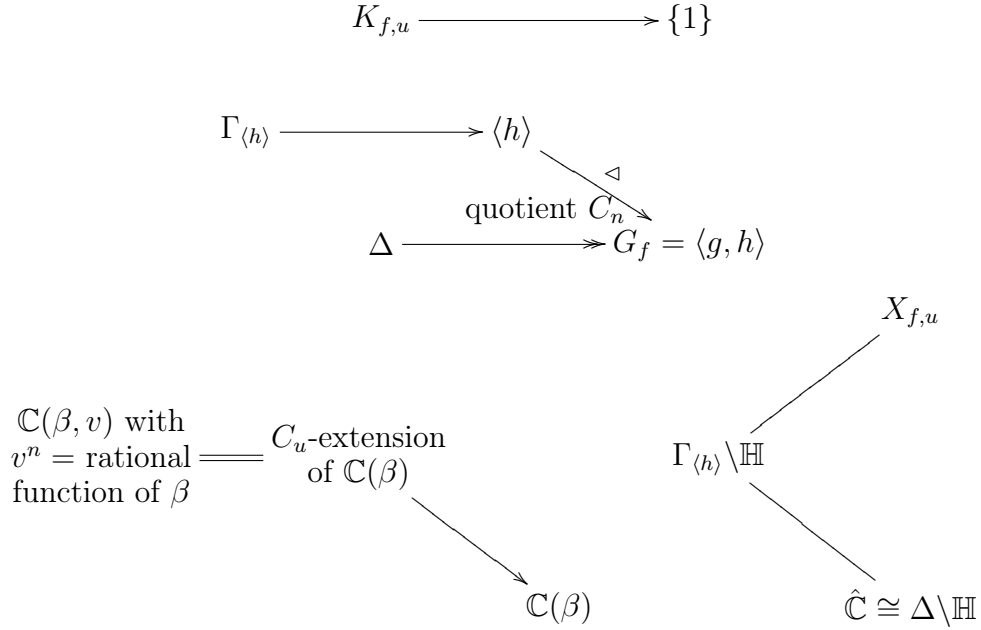 K_{f,u} {1}
Γ_{⟨h⟩} ⟨h⟩
◁
quotient C_n
Δ G_f = ⟨g, h⟩
X_{f,u}
ℂ(β, v) with
v^n = rational
function of β
C_u-extension
of ℂ(β)
Γ_{⟨h⟩}\ℍ
ℂ(β)
Ĉ ≅ Δ\ℍ